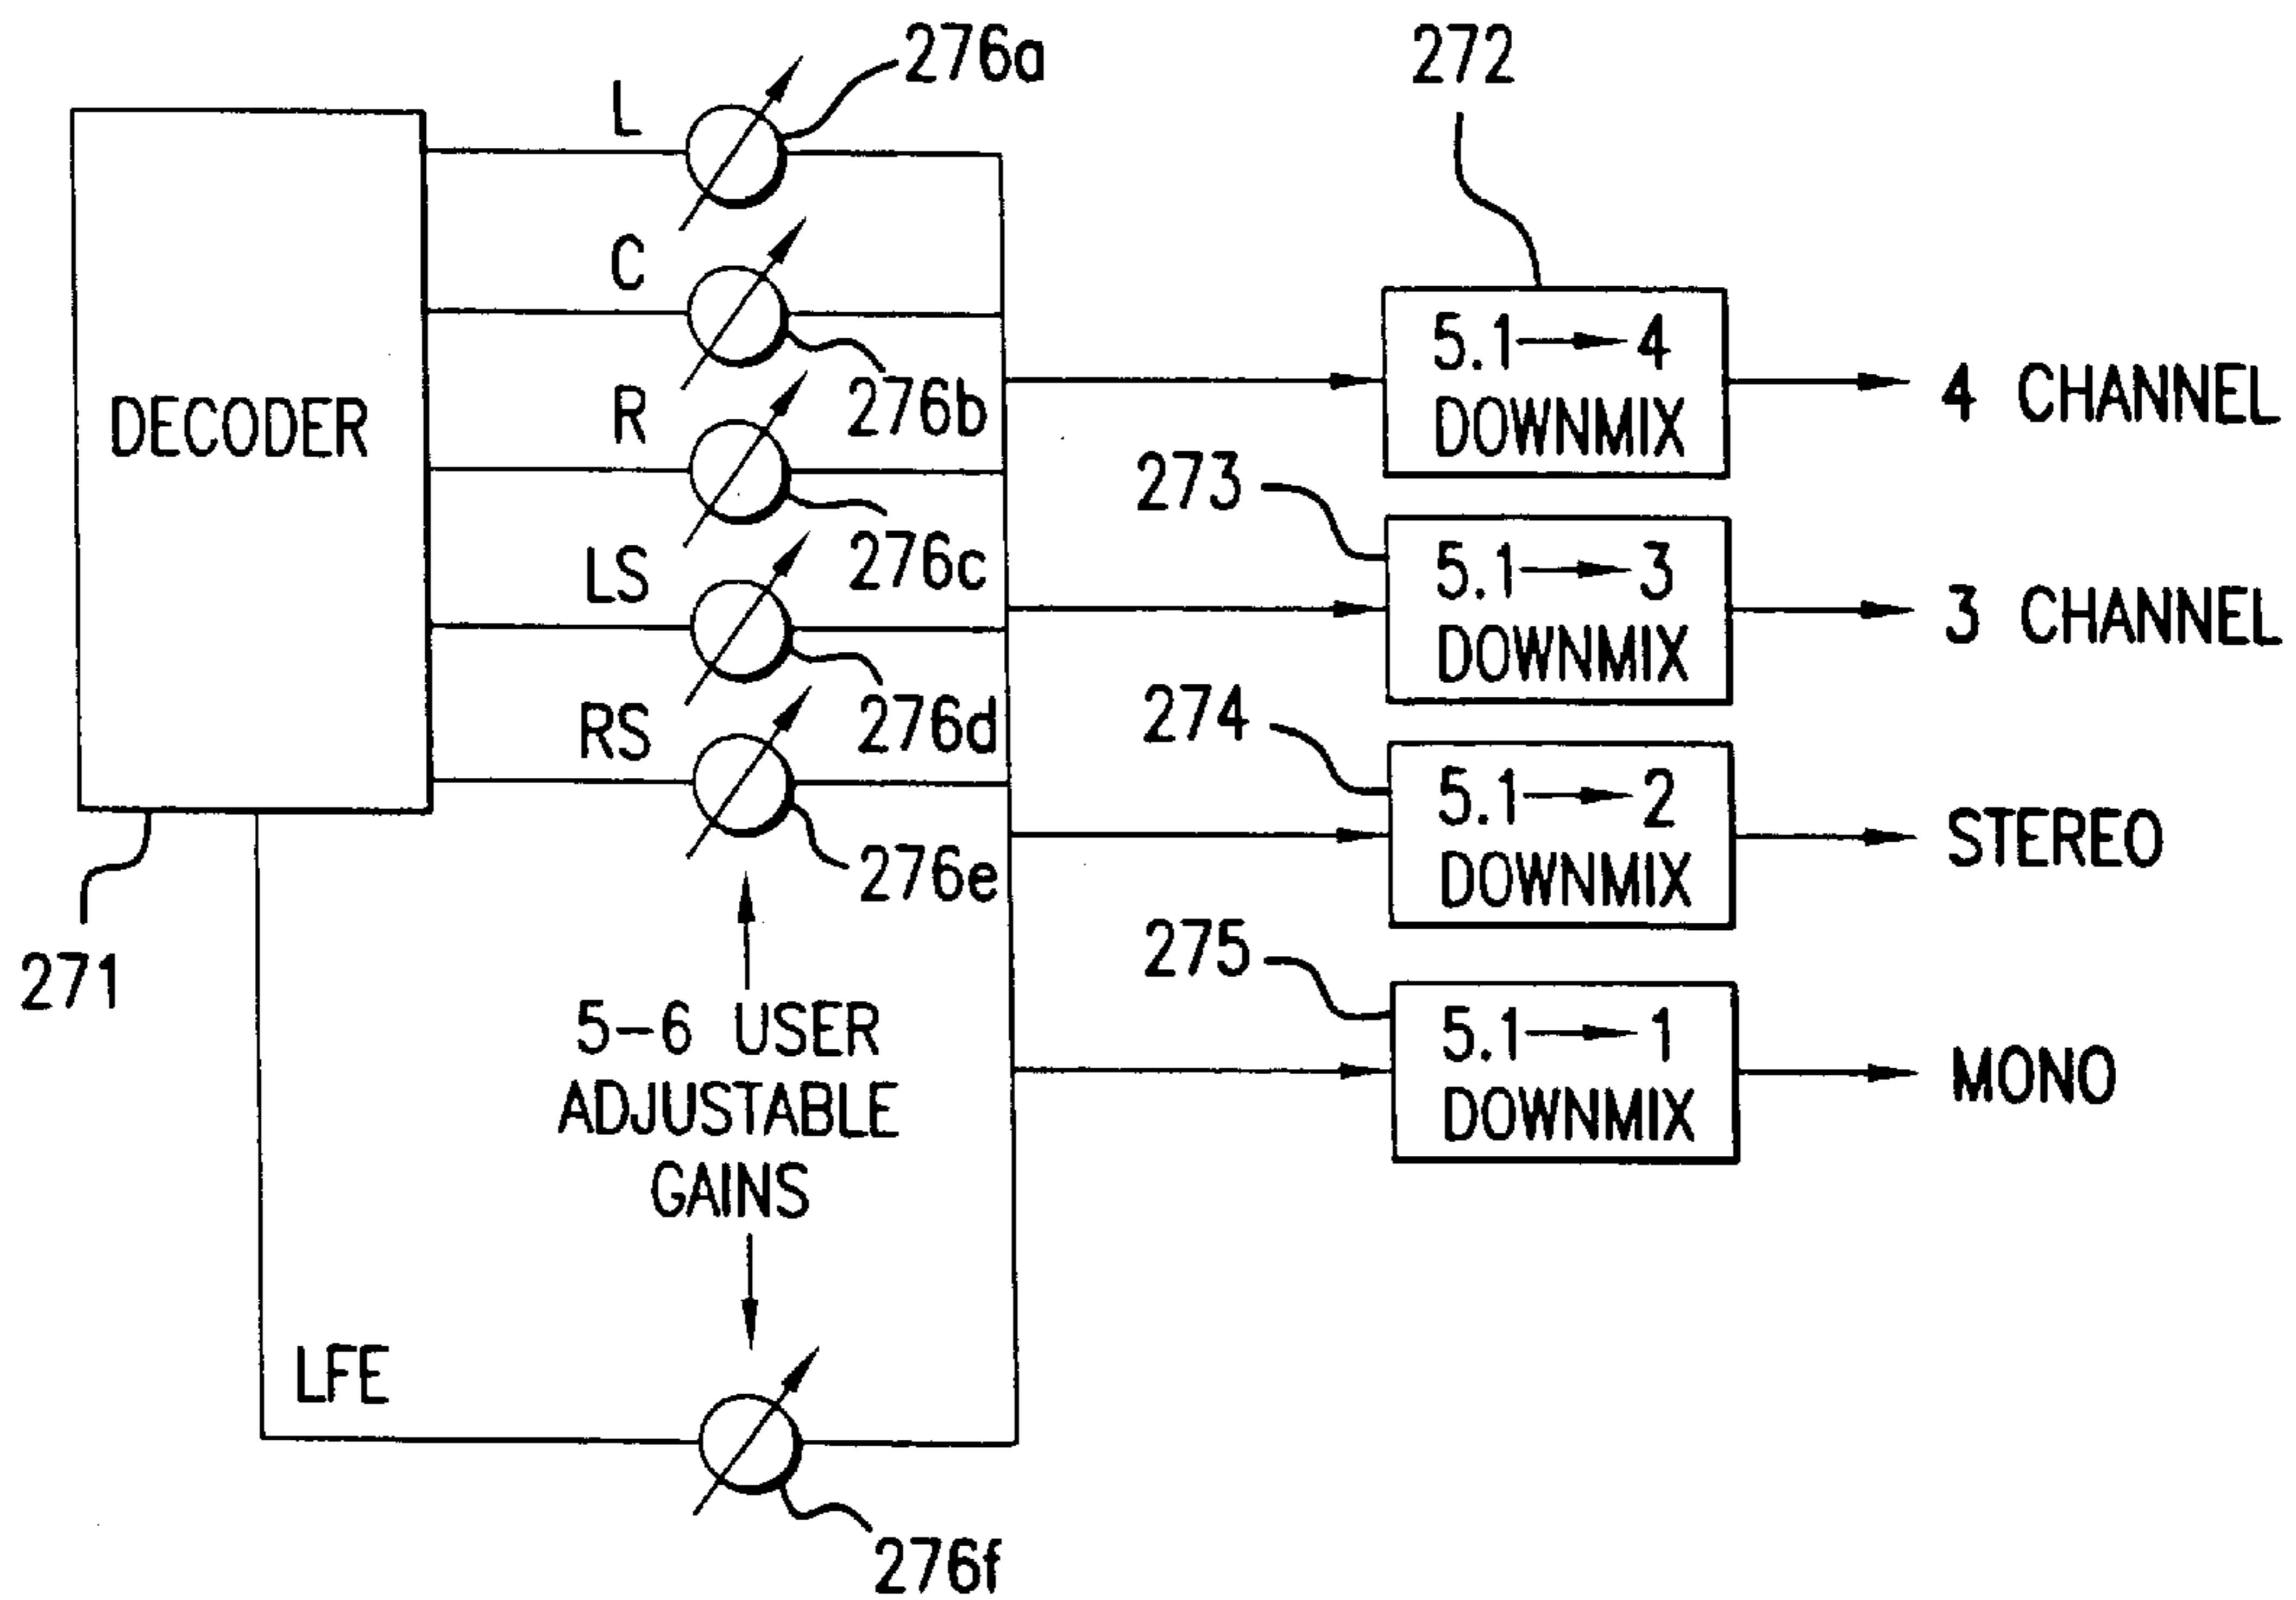 276a
272
L
C
5.1→4
DOWNMIX
4 CHANNEL
DECODER
R
276b
273
276c
LS
5.1→3
DOWNMIX
3 CHANNEL
RS
276d
274
5.1→2
DOWNMIX
STEREO
276e
271
275
5-6 USER
ADJUSTABLE
GAINS
5.1→1
DOWNMIX
MONO
LFE
276f